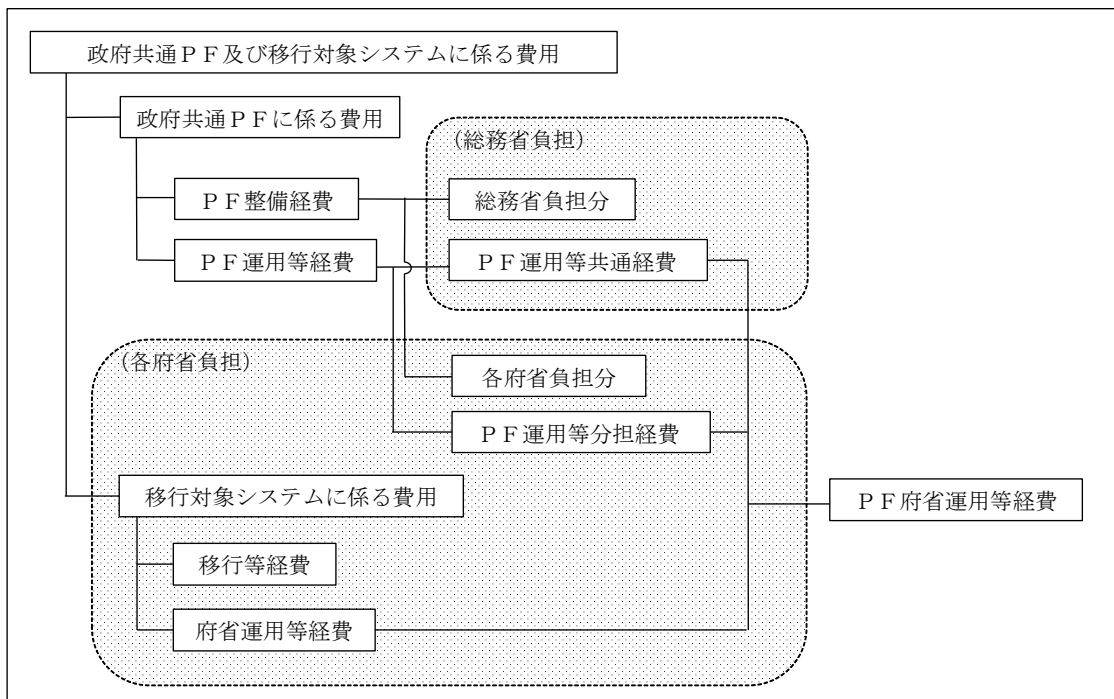 政府共通ＰＦ及び移行対象システムに係る費用
政府共通ＰＦに係る費用
（総務省負担）
ＰＦ整備経費
総務省負担分
ＰＦ運用等経費
ＰＦ運用等共通経費
（各府省負担）
各府省負担分
ＰＦ運用等分担経費
移行対象システムに係る費用
ＰＦ府省運用等経費
移行等経費
府省運用等経費